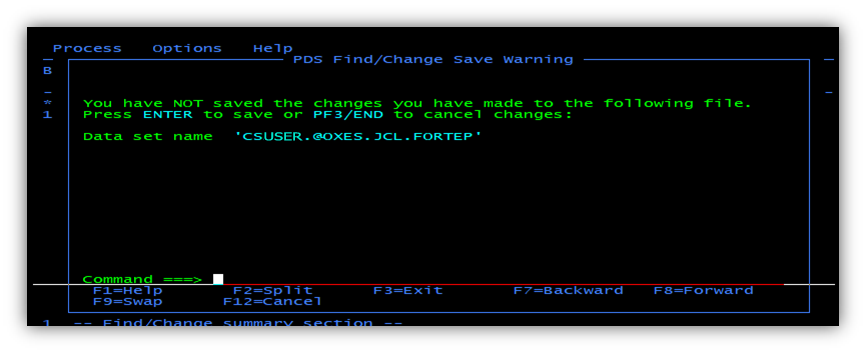 Process Options Help
PDS Find/Change Save Warning
B
*  You have NOT saved the changes you have made to the following file.
1  Press ENTER to save or PF3/END to cancel changes:
Data set name 'CSUSER.@OXES.JCL.FORTEP'
Command ===>
F1=Help F2=Split F3=Exit F7=Backward F8=Forward
F9=Swap F12=Cancel
1 -- Find/Change summary section --